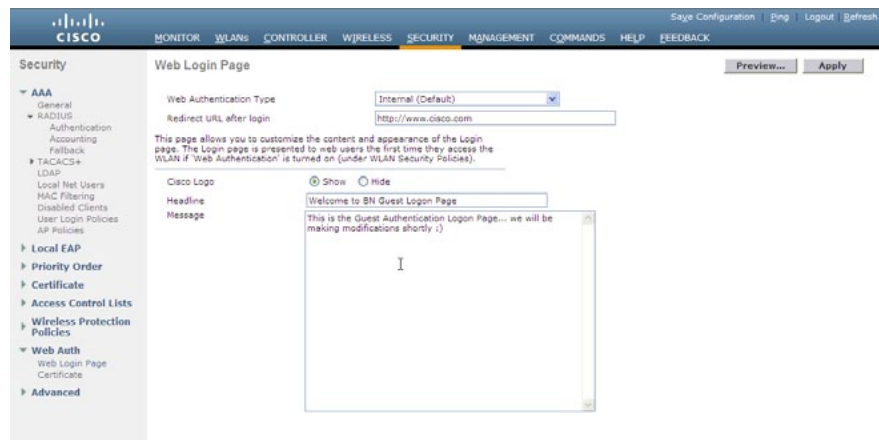 Save Configuration Ping Logout Refresh
CISCO
MONITOR WLANs CONTROLLER WIRELESS SECURITY MANAGEMENT COMMANDS HELP FEEDBACK
Security
AAA
General
RADIUS
Authentication
Accounting
Fallback
TACACS+
LDAP
Local Net Users
MAC Filtering
Disabled Clients
User Login Policies
AP Policies
Local EAP
Priority Order
Certificate
Access Control Lists
Wireless Protection
Policies
Web Auth
Web Login Page
Certificate
Advanced
Web Login Page
Preview...
Apply
Web Authentication Type Internal (Default)
Redirect URL after login http://www.cisco.com
This page allows you to customize the content and appearance of the Login
page. The Login page is presented to web users the first time they access the
WLAN if 'Web Authentication' is turned on (under WLAN Security Policies).
Cisco Logo Show Hide
Headline Welcome to BN Guest Logon Page
Message This is the Guest Authentication Logon Page... we will be
making modifications shortly :)